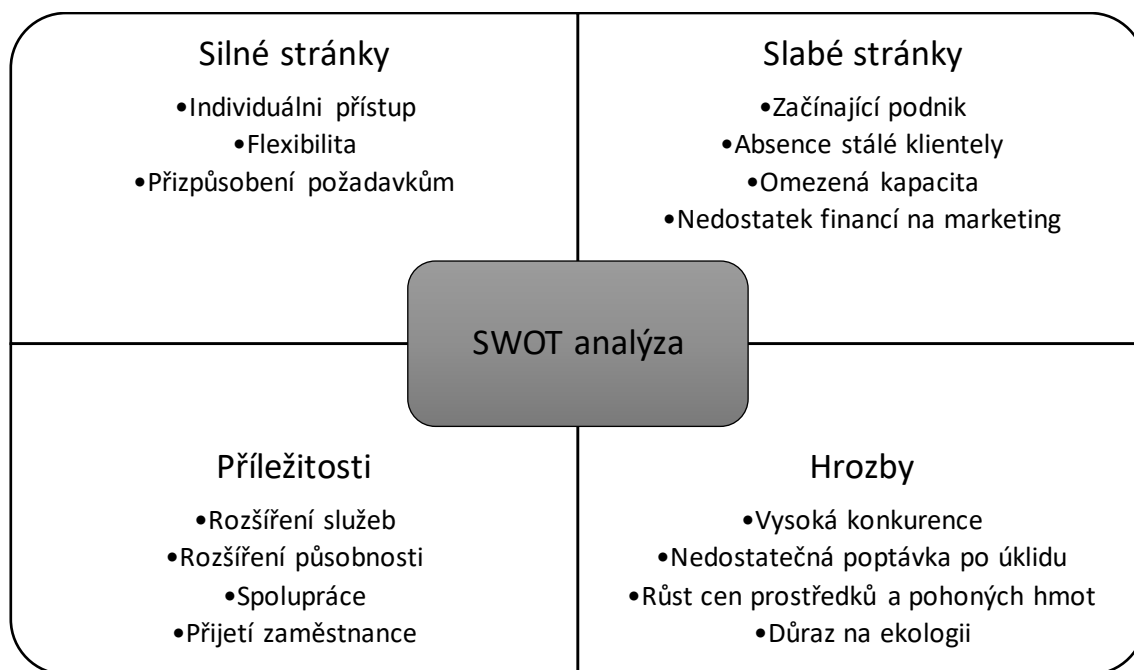 Silné stránky
•Individuálni přístup
•Flexibilita
•Přizpůsobení požadavkům
Slabé stránky
•Začínající podnik
•Absence stálé klientely
•Omezená kapacita
•Nedostatek financí na marketing
SWOT analýza
Příležitosti
•Rozšíření služeb
•Rozšíření působnosti
•Spolupráce
•Přijetí zaměstnance
Hrozby
•Vysoká konkurence
•Nedostatečná poptávka po úklidu
•Růst cen prostředků a pohoných hmot
•Důraz na ekologii